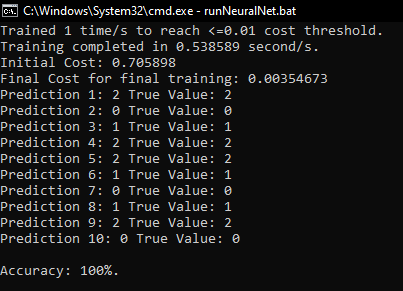 C:\Windows\System32\cmd.exe - runNeuralNet.bat
Trained 1 time/s to reach <=0.01 cost threshold.
Training completed in 0.538589 second/s.
Initial Cost: 0.705898
Final Cost for final training: 0.00354673
Prediction 1: 2 True Value: 2
Prediction 2: 0 True Value: 0
Prediction 3: 1 True Value: 1
Prediction 4: 2 True Value: 2
Prediction 5: 2 True Value: 2
Prediction 6: 1 True Value: 1
Prediction 7: 0 True Value: 0
Prediction 8: 1 True Value: 1
Prediction 9: 2 True Value: 2
Prediction 10: 0 True Value: 0
Accuracy: 100%.